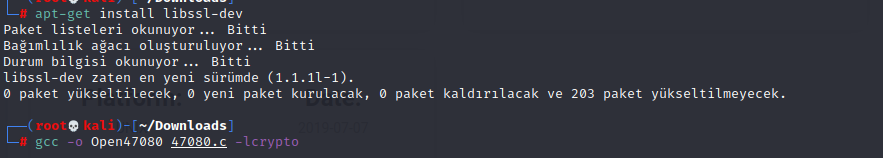 (root💀kali)-[~/Downloads]
# apt-get install libssl-dev
Paket listeleri okunuyor... Bitti
Bağımlılık ağacı oluşturuluyor... Bitti
Durum bilgisi okunuyor... Bitti
libssl-dev zaten en yeni sürümde (1.1.1l-1).
0 paket yükseltilecek, 0 yeni paket kurulacak, 0 paket kaldırılacak ve 203 paket yükseltilmeyecek.
Platform: Date:
(root💀kali)-[~/Downloads]
# gcc -o Open47080 47080.c -lcrypto